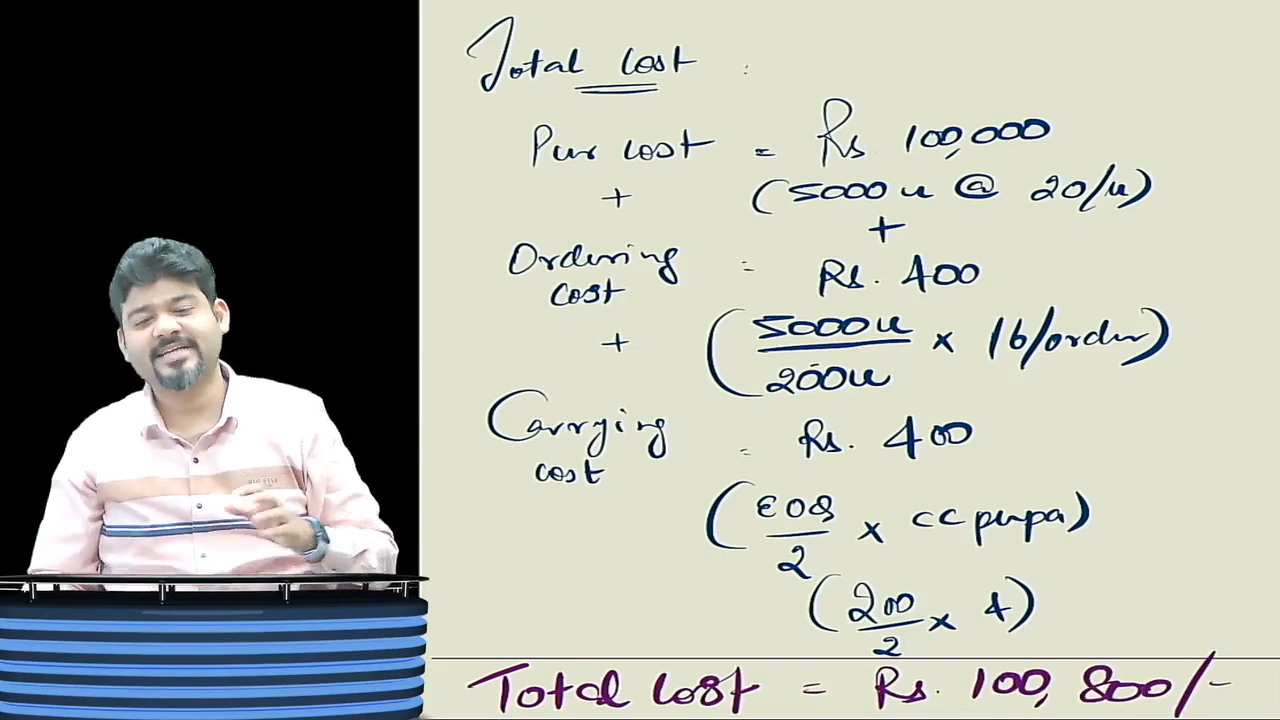 Total Cost :
Pur cost = Rs. 100,000
+ (5000 u @ 20/u)
+
Ordering cost = Rs. 400
+ (5000u/200u × 16/order)
Carrying cost = Rs. 400
(EOQ/2 × CC pupa)
(200/2 × 4)
Total Cost = Rs. 100, 800/-